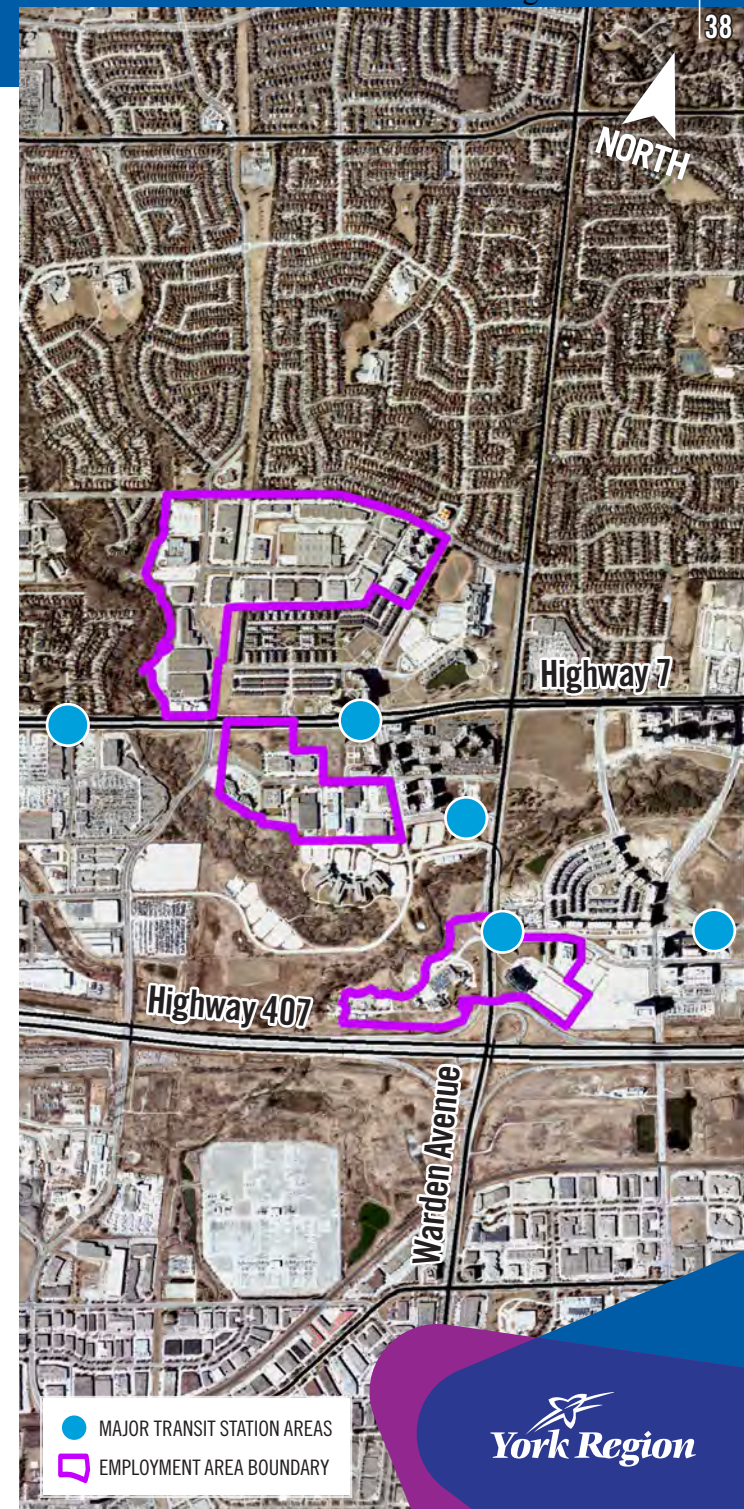 38
NORTH
Highway 7
Highway 407
Warden Avenue
MAJOR TRANSIT STATION AREAS
EMPLOYMENT AREA BOUNDARY
York Region